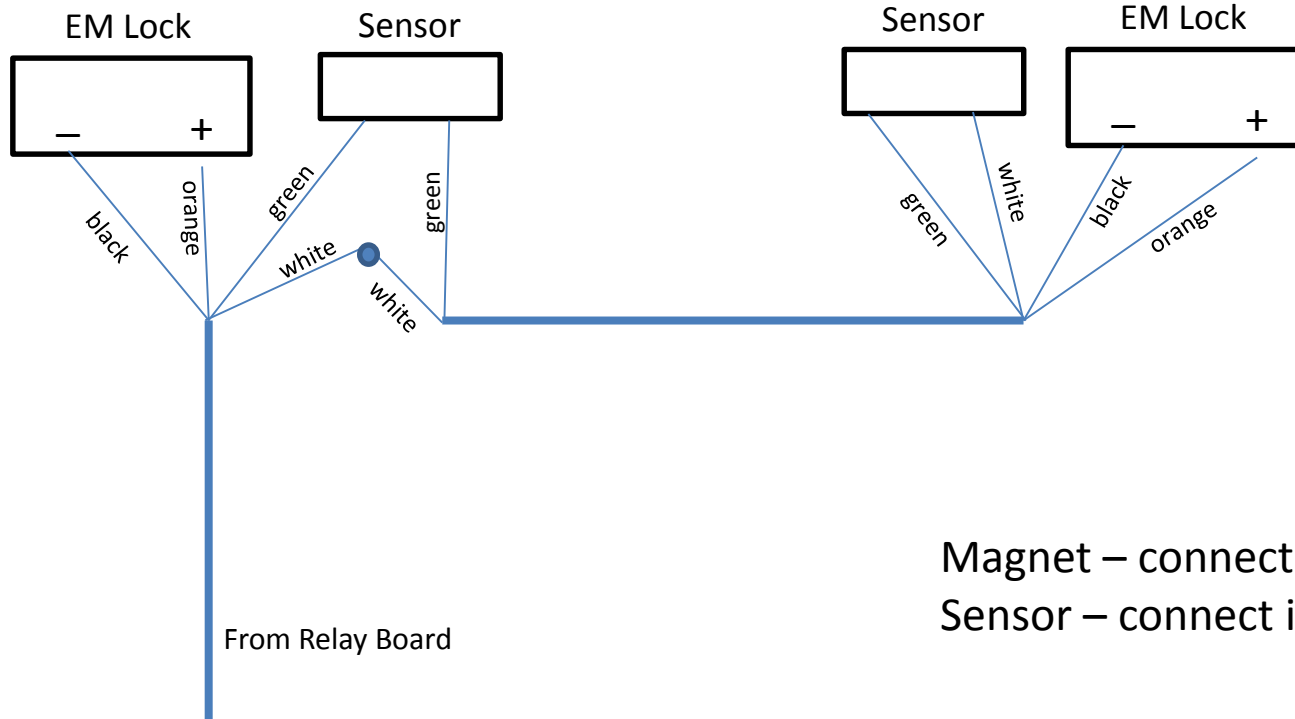 EM Lock
Sensor
Sensor
EM Lock
– +
– +
black
orange
green
white
white
green
green
white
black
orange
From Relay Board
Magnet – connect
Sensor – connect i